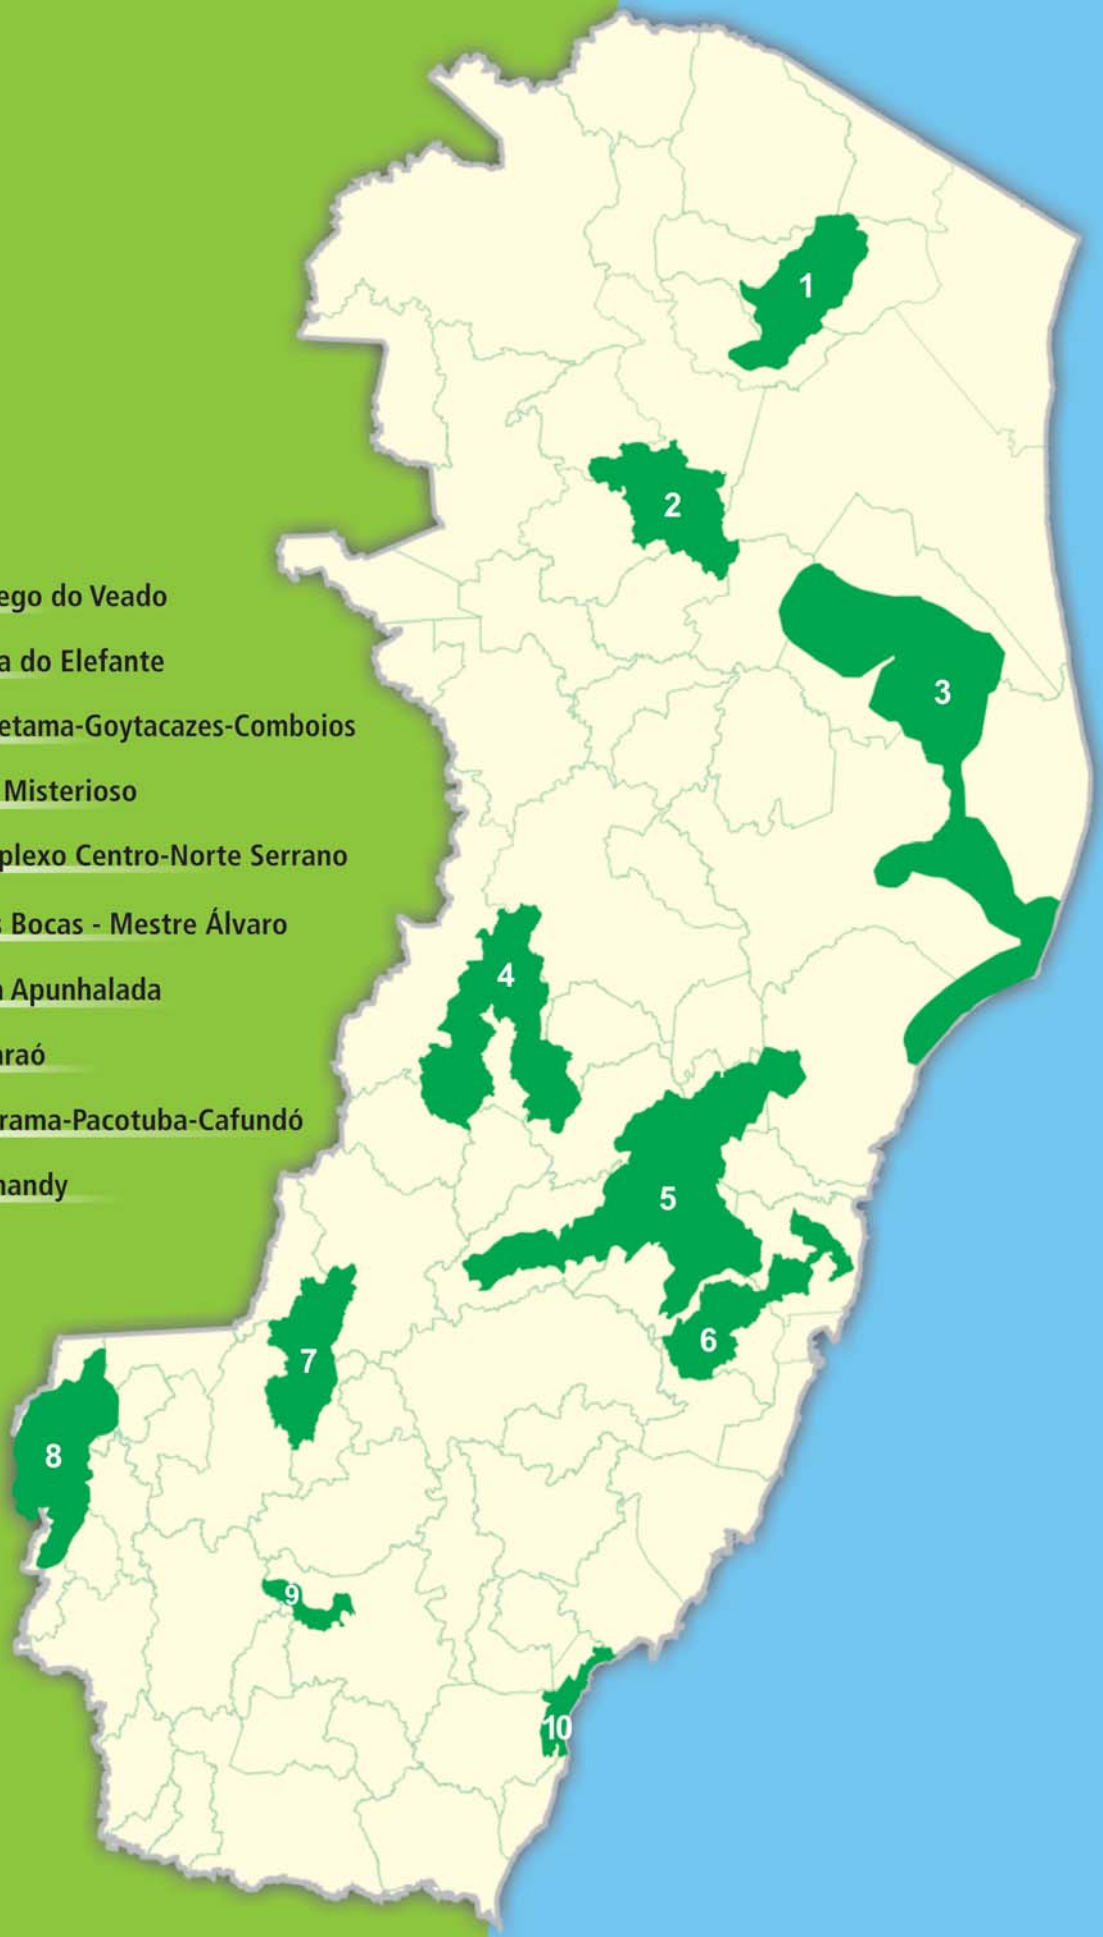 ego do Veado
a do Elefante
etama-Goytacazes-Comboios
Misterioso
plexo Centro-Norte Serrano
s Bocas - Mestre Álvaro
a Apunhalada
araó
rama-Pacotuba-Cafundó
nandy
1
2
3
4
5
6
7
8
9
10